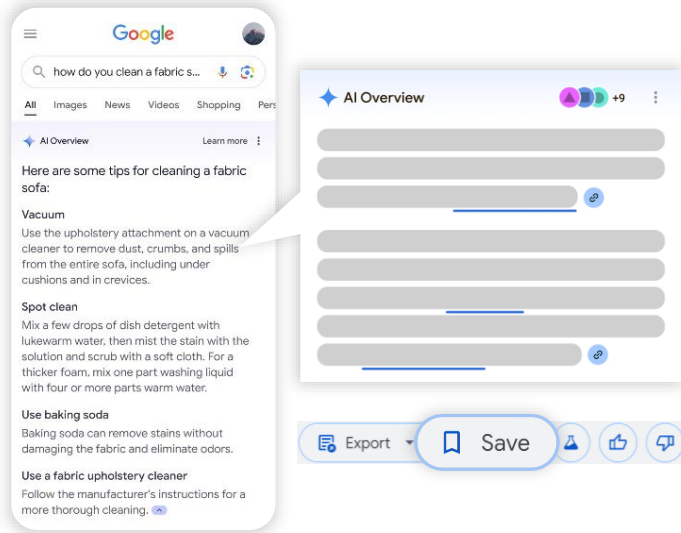 Google
how do you clean a fabric s...
All Images News Videos Shopping Pers
AI Overview Learn more
Here are some tips for cleaning a fabric
sofa:
Vacuum
Use the upholstery attachment on a vacuum
cleaner to remove dust, crumbs, and spills
from the entire sofa, including under
cushions and in crevices.
Spot clean
Mix a few drops of dish detergent with
lukewarm water, then mist the stain with the
solution and scrub with a soft cloth. For a
thicker foam, mix one part washing liquid
with four or more parts warm water.
Use baking soda
Baking soda can remove stains without
damaging the fabric and eliminate odors.
Use a fabric upholstery cleaner
Follow the manufacturer's instructions for a
more thorough cleaning.
AI Overview +9
Export Save